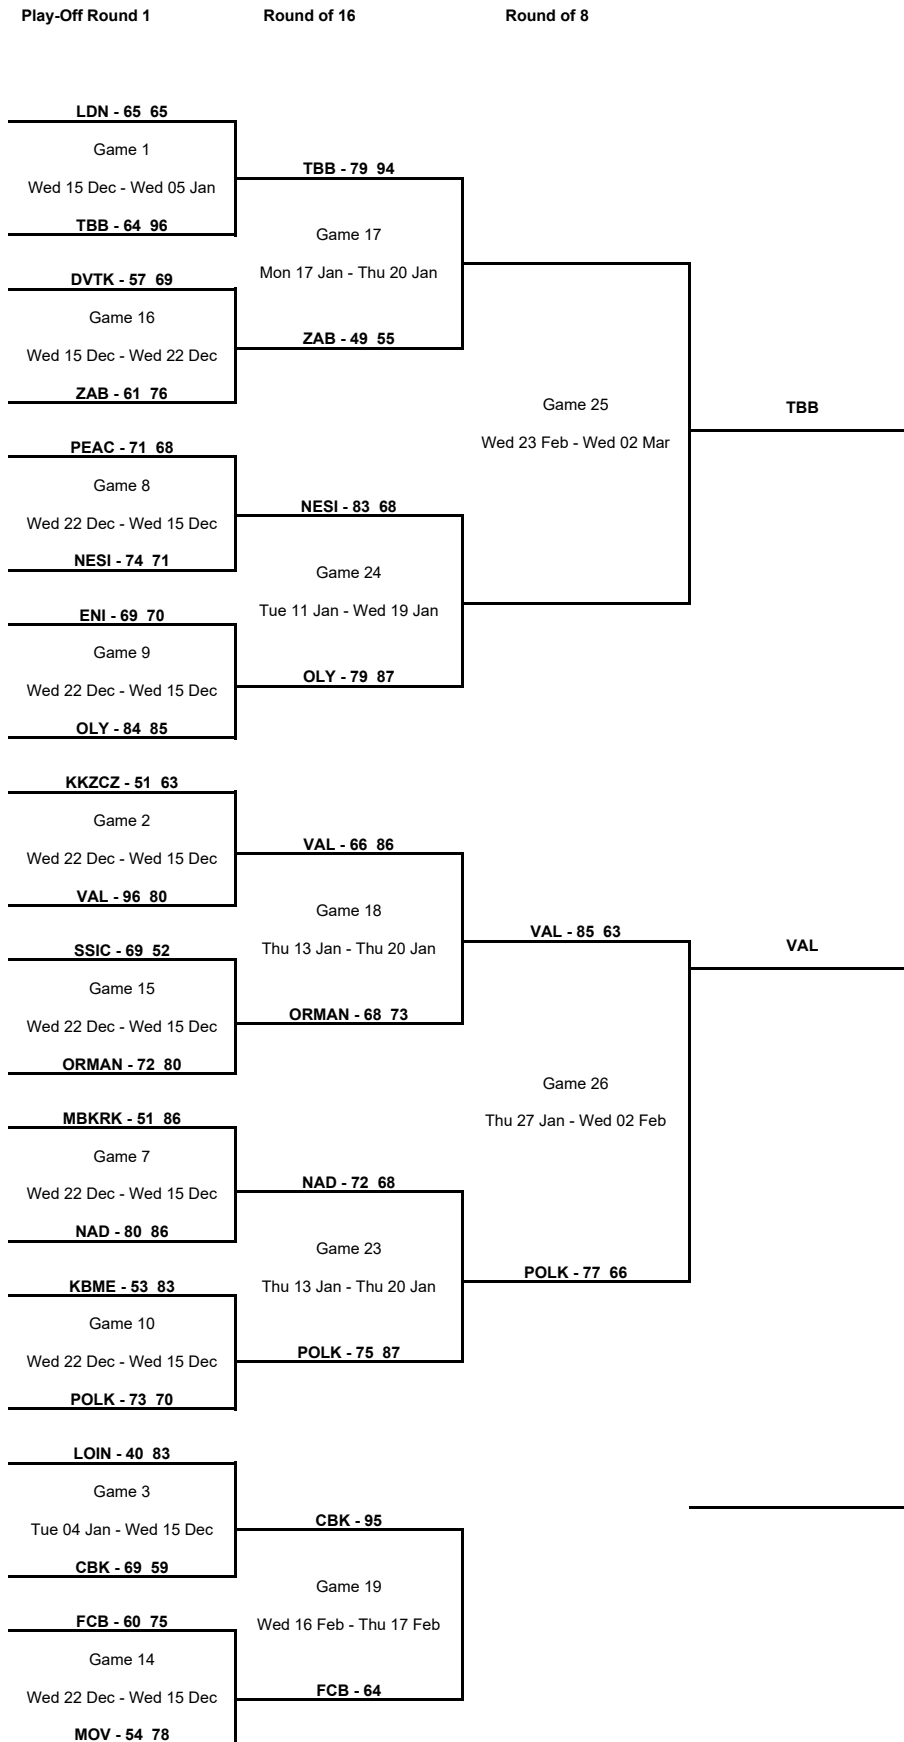 Play-Off Round 1 Round of 16 Round of 8
LDN - 65 65
Game 1
Wed 15 Dec - Wed 05 Jan
TBB - 64 96
DVTK - 57 69
Game 16
Wed 15 Dec - Wed 22 Dec
ZAB - 61 76
PEAC - 71 68
Game 8
Wed 22 Dec - Wed 15 Dec
NESI - 74 71
ENI - 69 70
Game 9
Wed 22 Dec - Wed 15 Dec
OLY - 84 85
KKZCZ - 51 63
Game 2
Wed 22 Dec - Wed 15 Dec
VAL - 96 80
SSIC - 69 52
Game 15
Wed 22 Dec - Wed 15 Dec
ORMAN - 72 80
MBKRK - 51 86
Game 7
Wed 22 Dec - Wed 15 Dec
NAD - 80 86
KBME - 53 83
Game 10
Wed 22 Dec - Wed 15 Dec
POLK - 73 70
LOIN - 40 83
Game 3
Tue 04 Jan - Wed 15 Dec
CBK - 69 59
FCB - 60 75
Game 14
Wed 22 Dec - Wed 15 Dec
MOV - 54 78
TBB - 79 94
Game 17
Mon 17 Jan - Thu 20 Jan
ZAB - 49 55
NESI - 83 68
Game 24
Tue 11 Jan - Wed 19 Jan
OLY - 79 87
VAL - 66 86
Game 18
Thu 13 Jan - Thu 20 Jan
ORMAN - 68 73
NAD - 72 68
Game 23
Thu 13 Jan - Thu 20 Jan
POLK - 75 87
CBK - 95
Game 19
Wed 16 Feb - Thu 17 Feb
FCB - 64
Game 25
Wed 23 Feb - Wed 02 Mar
VAL - 85 63
Game 26
Thu 27 Jan - Wed 02 Feb
POLK - 77 66
TBB
VAL